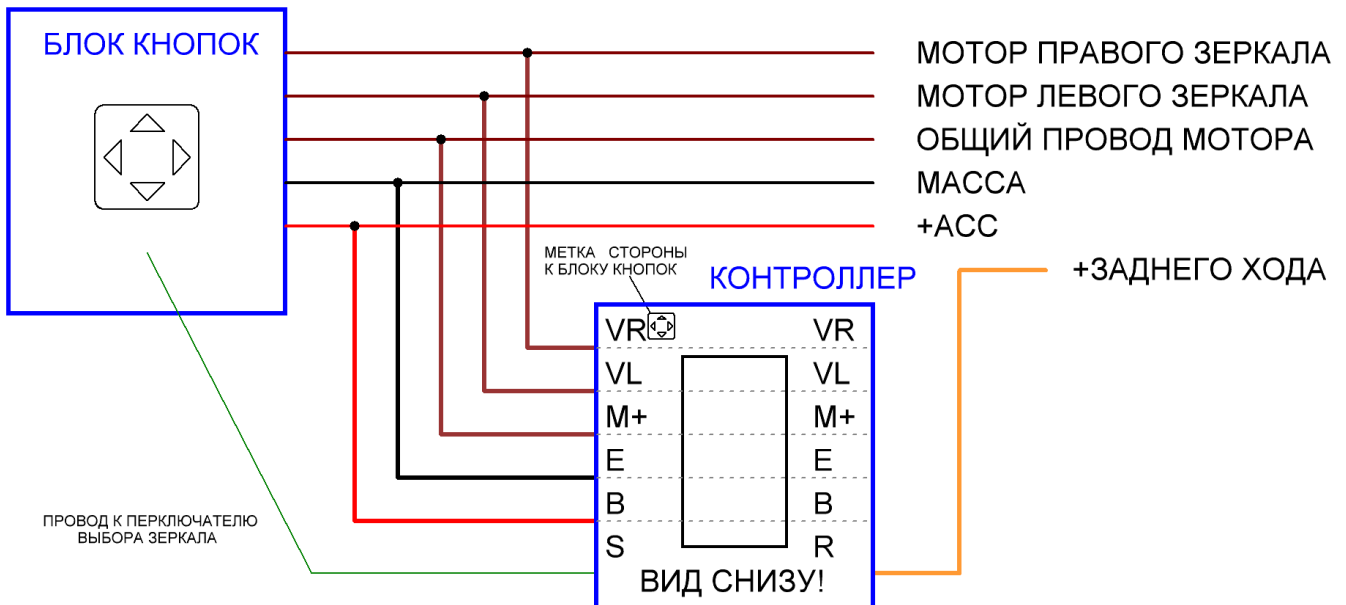 БЛОК КНОПОК
МОТОР ПРАВОГО ЗЕРКАЛА
МОТОР ЛЕВОГО ЗЕРКАЛА
ОБЩИЙ ПРОВОД МОТОРА
МАССА
+АСС
МЕТКА СТОРОНЫ
К БЛОКУ КНОПОК
КОНТРОЛЛЕР
+ЗАДНЕГО ХОДА
VR VR
VL VL
M+ M+
E E
B B
S R
ПРОВОД К ПЕРКЛЮЧАТЕЛЮ
ВЫБОРА ЗЕРКАЛА
ВИД СНИЗУ!